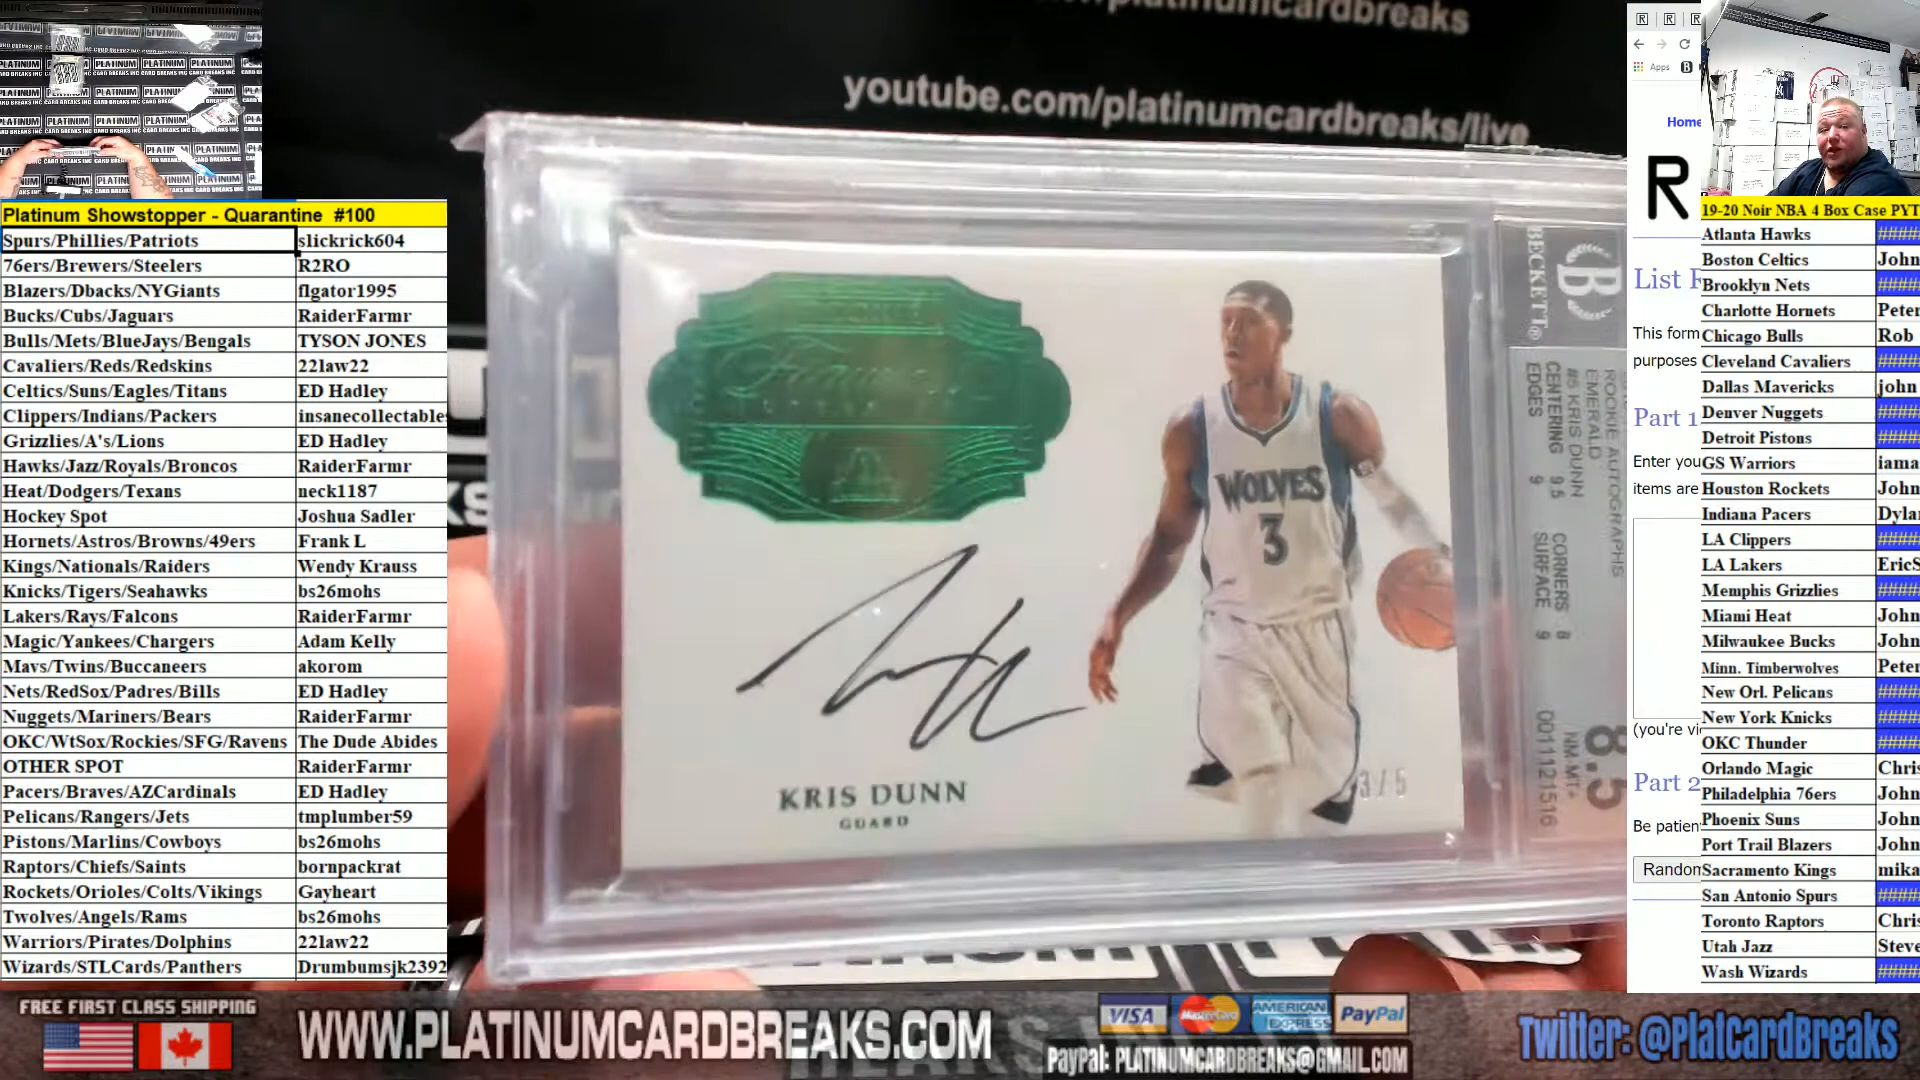 youtube.com/platinumcardbreaks/live
Platinum Showstopper - Quarantine #100
Spurs/Phillies/Patriots slickrick604
76ers/Brewers/Steelers R2RO
Blazers/Dbacks/NYGiants flgator1995
Bucks/Cubs/Jaguars RaiderFarmr
Bulls/Mets/BlueJays/Bengals TYSON JONES
Cavaliers/Reds/Redskins 22law22
Celtics/Suns/Eagles/Titans ED Hadley
Clippers/Indians/Packers insanecollectables
Grizzlies/A's/Lions ED Hadley
Hawks/Jazz/Royals/Broncos RaiderFarmr
Heat/Dodgers/Texans neck1187
Hockey Spot Joshua Sadler
Hornets/Astros/Browns/49ers Frank L
Kings/Nationals/Raiders Wendy Krauss
Knicks/Tigers/Seahawks bs26mohs
Lakers/Rays/Falcons RaiderFarmr
Magic/Yankees/Chargers Adam Kelly
Mavs/Twins/Buccaneers akorom
Nets/RedSox/Padres/Bills ED Hadley
Nuggets/Mariners/Bears RaiderFarmr
OKC/WtSox/Rockies/SFG/Ravens The Dude Abides
OTHER SPOT RaiderFarmr
Pacers/Braves/AZCardinals ED Hadley
Pelicans/Rangers/Jets tmplumber59
Pistons/Marlins/Cowboys bs26mohs
Raptors/Chiefs/Saints bornpackrat
Rockets/Orioles/Colts/Vikings Gayheart
Twolves/Angels/Rams bs26mohs
Warriors/Pirates/Dolphins 22law22
Wizards/STLCards/Panthers Drumbumsjk2392
WOLVES
3
KRIS DUNN
GUARD
3/5
BECKETT
ROOKIE AUTOGRAPHS
EMERALD
#5 KRIS DUNN
CENTERING 9.5 CORNERS 8
EDGES 9 SURFACE 9
8.5
NM-MT+
0011121516
Apps
Home
R
List R
This form
purposes
Part 1
Enter you
items are
(you're vi
Part 2
Be patien
Random
19-20 Noir NBA 4 Box Case PYT
Atlanta Hawks #####
Boston Celtics John
Brooklyn Nets #####
Charlotte Hornets Peter
Chicago Bulls Rob
Cleveland Cavaliers #####
Dallas Mavericks john
Denver Nuggets #####
Detroit Pistons #####
GS Warriors iama
Houston Rockets John
Indiana Pacers Dylan
LA Clippers #####
LA Lakers EricS
Memphis Grizzlies #####
Miami Heat John
Milwaukee Bucks John
Minn. Timberwolves Peter
New Orl. Pelicans #####
New York Knicks #####
OKC Thunder #####
Orlando Magic Chris
Philadelphia 76ers John
Phoenix Suns John
Port Trail Blazers John
Sacramento Kings mika
San Antonio Spurs #####
Toronto Raptors Chris
Utah Jazz Steve
Wash Wizards #####
FREE FIRST CLASS SHIPPING
WWW.PLATINUMCARDBREAKS.COM
VISA MasterCard AMERICAN EXPRESS PayPal
PayPal: PLATINUMCARDBREAKS@GMAIL.COM
Twitter: @PlatCardBreaks